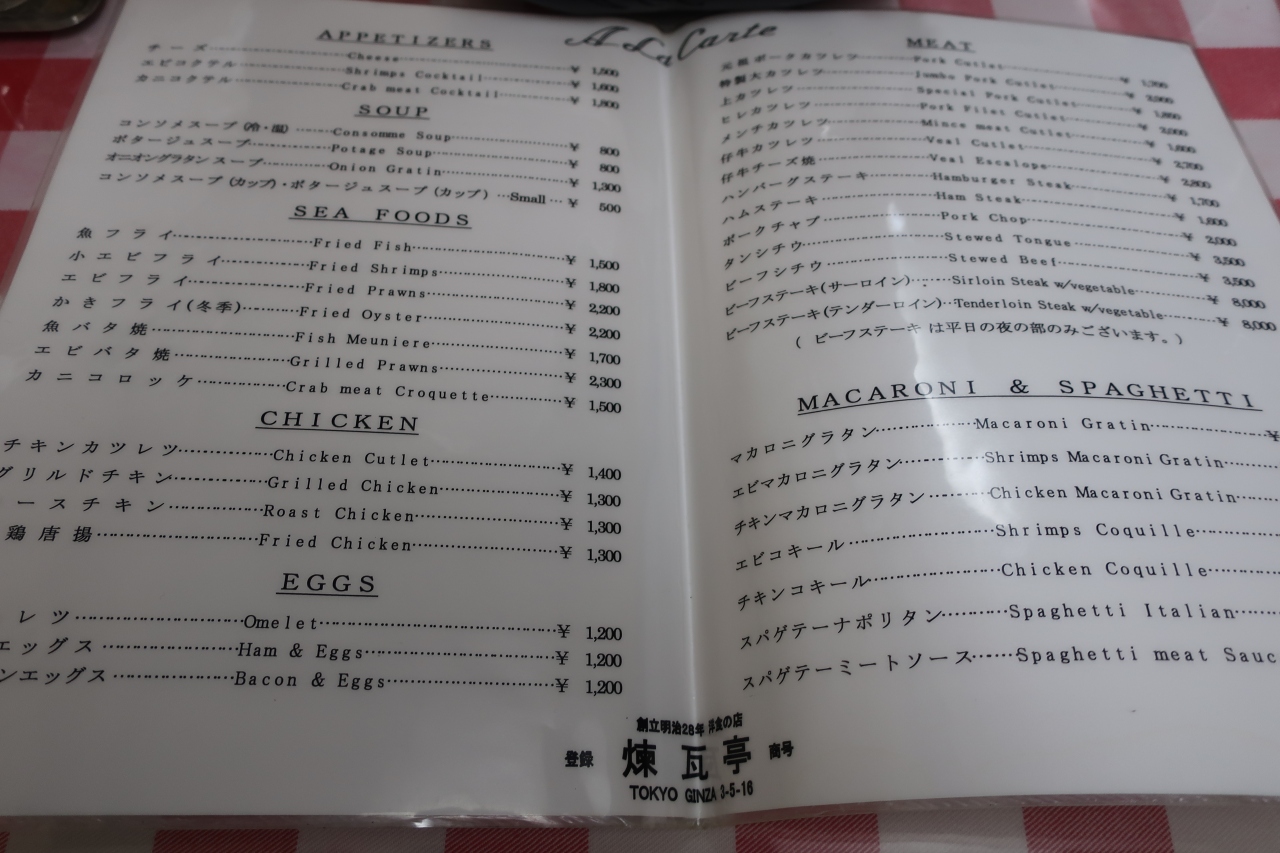 A La Carte
APPETIZERS
チーズ Cheese ¥ 1,500
エビコクテル Shrimps Cocktail ¥ 1,600
カニコクテル Crab meat Cocktail ¥ 1,800
SOUP
コンソメスープ(冷・温) Consomme Soup ¥ 800
ポタージュスープ Potage Soup ¥ 800
オニオングラタンスープ Onion Gratin ¥ 1,300
コンソメスープ(カップ)・ポタージュスープ(カップ) Small ¥ 500
SEA FOODS
魚フライ Fried Fish ¥ 1,500
小エビフライ Fried Shrimps ¥ 1,800
エビフライ Fried Prawns ¥ 2,200
かきフライ(冬季) Fried Oyster ¥ 2,200
魚バタ焼 Fish Meuniere ¥ 1,700
エビバタ焼 Grilled Prawns ¥ 2,300
カニコロッケ Crab meat Croquette ¥ 1,500
CHICKEN
チキンカツレツ Chicken Cutlet ¥ 1,400
グリルドチキン Grilled Chicken ¥ 1,300
ースチキン Roast Chicken ¥ 1,300
鶏唐揚 Fried Chicken ¥ 1,300
EGGS
レツ Omelet ¥ 1,200
エッグス Ham & Eggs ¥ 1,200
ンエッグス Bacon & Eggs ¥ 1,200
MEAT
元祖ポークカツレツ Pork Cutlet ¥
特製大カツレツ Jumbo Pork Cutlet ¥
上カツレツ Special Pork Cutlet ¥
ヒレカツレツ Pork Filet Cutlet ¥
メンチカツレツ Mince meat Cutlet ¥
仔牛カツレツ Veal Cutlet ¥
仔牛チーズ焼 Veal Escalope ¥
ハンバーグステーキ Hamburger Steak ¥
ハムステーキ Ham Steak ¥
ポークチャプ Pork Chop ¥ 2,000
タンシチウ Stewed Tongue ¥ 3,500
ビーフシチウ Stewed Beef ¥ 3,500
ビーフステーキ(サーロイン) Sirloin Steak w/vegetable ¥ 8,000
ビーフステーキ(テンダーロイン) Tenderloin Steak w/vegetable ¥ 8,000
( ビーフステーキ は平日の夜の部のみございます。)
MACARONI & SPAGHETTI
マカロニグラタン Macaroni Gratin ¥
エビマカロニグラタン Shrimps Macaroni Gratin
チキンマカロニグラタン Chicken Macaroni Gratin
エビコキール Shrimps Coquille
チキンコキール Chicken Coquille
スパゲテーナポリタン Spaghetti Italian
スパゲテーミートソース Spaghetti meat Sauc
創立明治28年 洋食の店
登録 煉瓦亭 商号
TOKYO GINZA 3-5-16